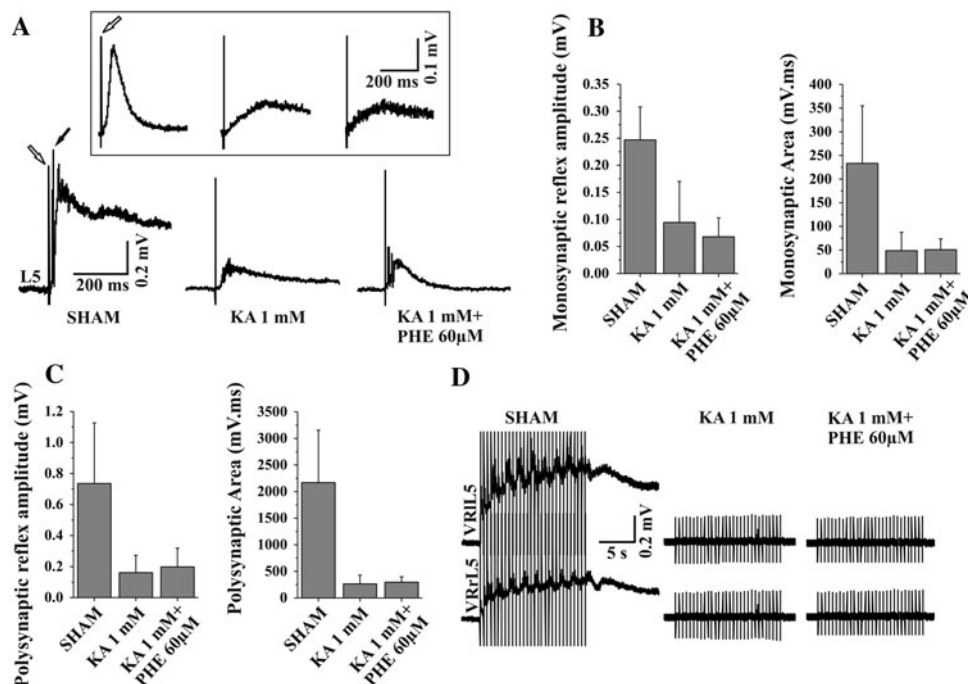 A
200 ms
0.1 mV
L5
200 ms
0.2 mV
SHAM
KA 1 mM
KA 1 mM+
PHE 60µM
B
Monosynaptic reflex amplitude (mV)
0.35
0.30
0.25
0.20
0.15
0.10
0.05
0.00
SHAM
KA 1 mM
KA 1 mM+
PHE 60µM
Monosynaptic Area (mV.ms)
400
350
300
250
200
150
100
50
0
SHAM
KA 1 mM
KA 1 mM+
PHE 60µM
C
Polysynaptic reflex amplitude (mV)
1.2
1.0
0.8
0.6
0.4
0.2
0.0
SHAM
KA 1 mM
KA 1 mM+
PHE 60µM
Polysynaptic Area (mV.ms)
3500
3000
2500
2000
1500
1000
500
0
SHAM
KA 1 mM
KA 1 mM+
PHE 60µM
D
SHAM
KA 1 mM
KA 1 mM+
PHE 60µM
VRlL5
5 s
0.2 mV
VRrL5